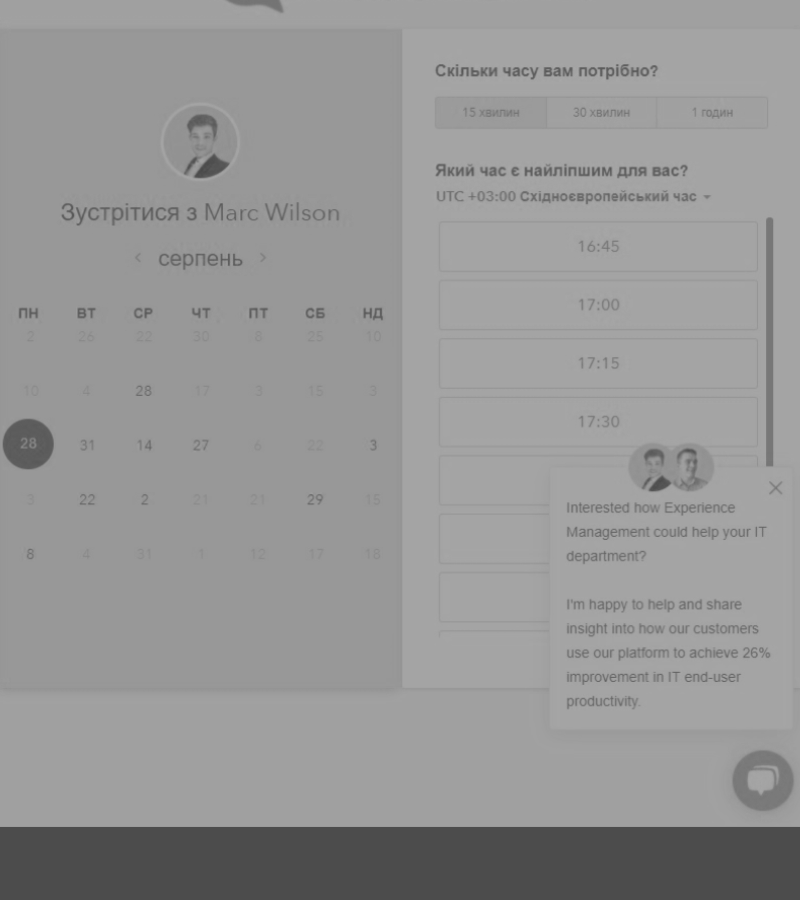 Зустрітися з Marc Wilson
серпень
ПН ВТ СР ЧТ ПТ СБ НД
2 26 22 30 8 25 10
10 4 28 17 3 15 3
28 31 14 27 6 22 3
3 22 2 21 21 29 15
8 4 31 1 12 17 18
Скільки часу вам потрібно?
15 хвилин 30 хвилин 1 годин
Який час є найліпшим для вас?
UTC +03:00 Східноєвропейський час
16:45
17:00
17:15
17:30
Interested how Experience
Management could help your IT
department?
I'm happy to help and share
insight into how our customers
use our platform to achieve 26%
improvement in IT end-user
productivity.